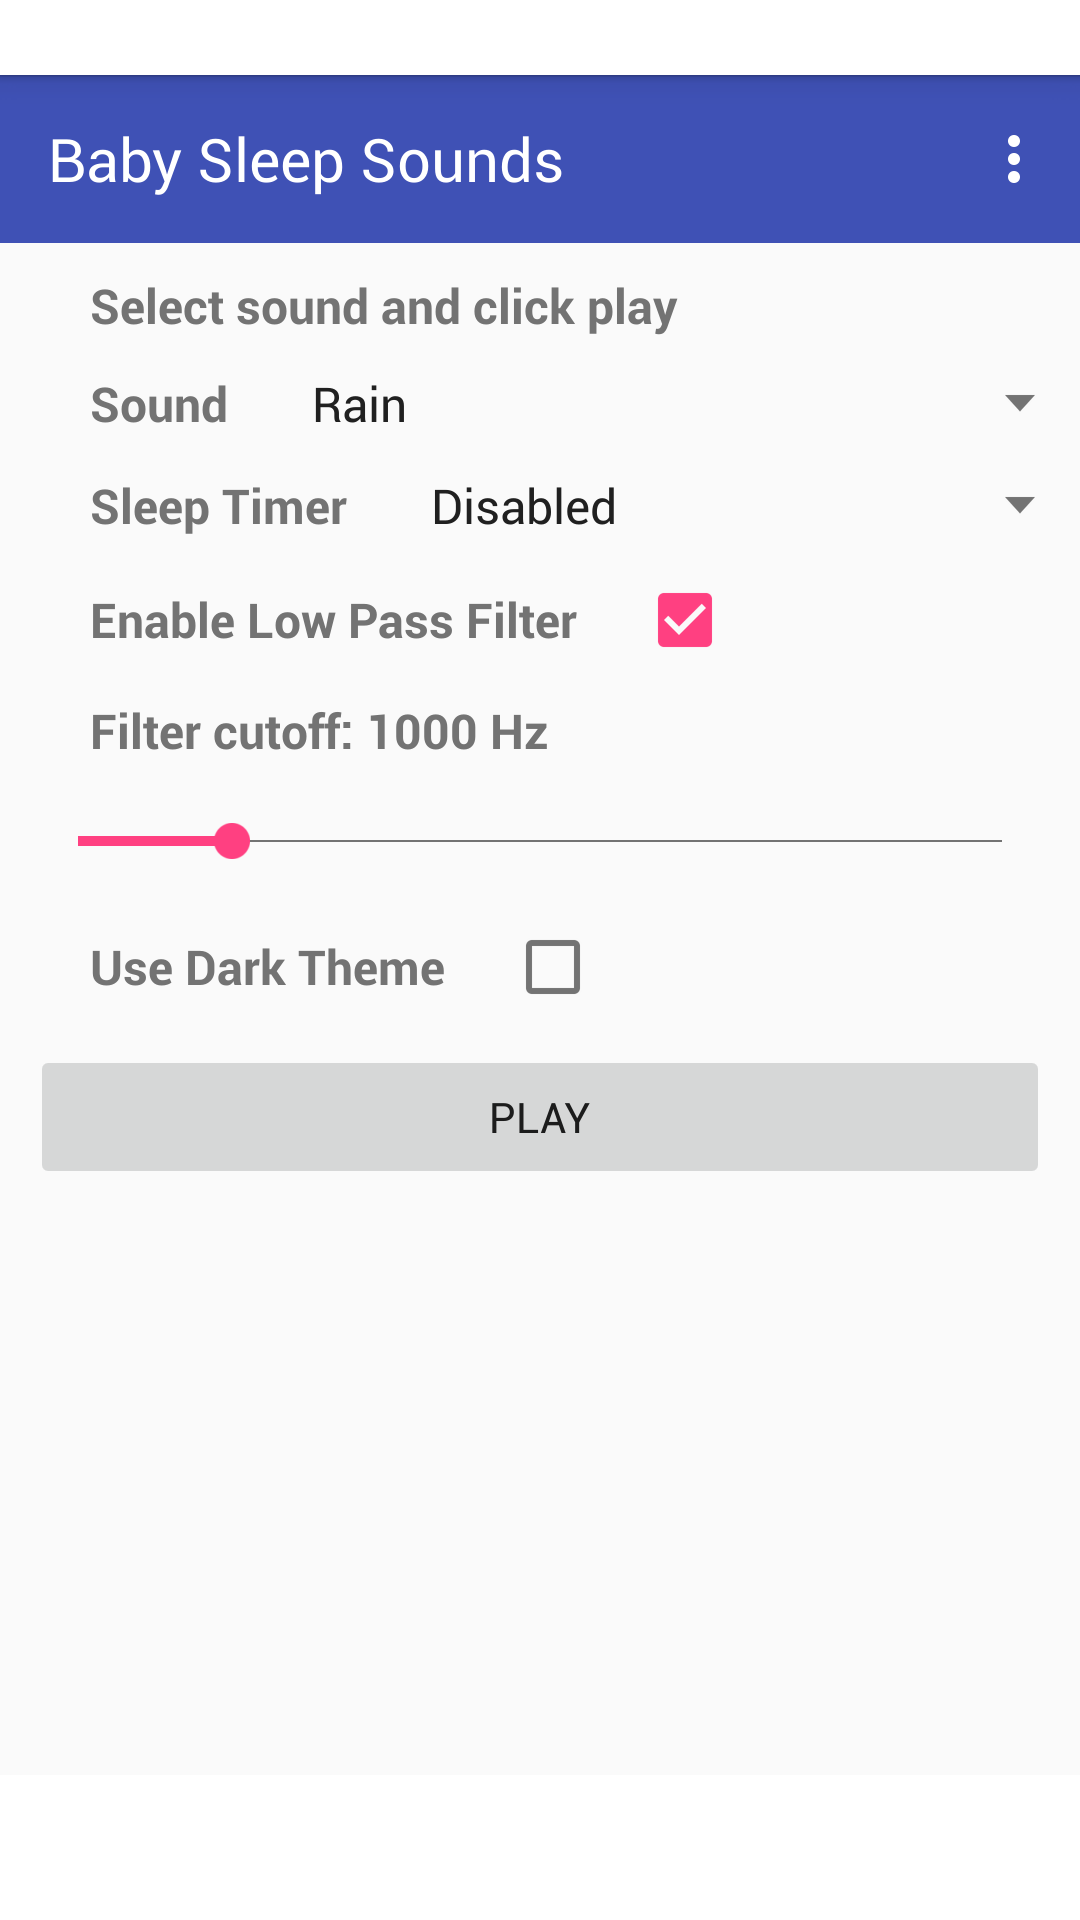 Baby Sleep Sounds
Select sound and click play
Sound Rain
Sleep Timer Disabled
Enable Low Pass Filter
Filter cutoff: 1000 Hz
Use Dark Theme
PLAY